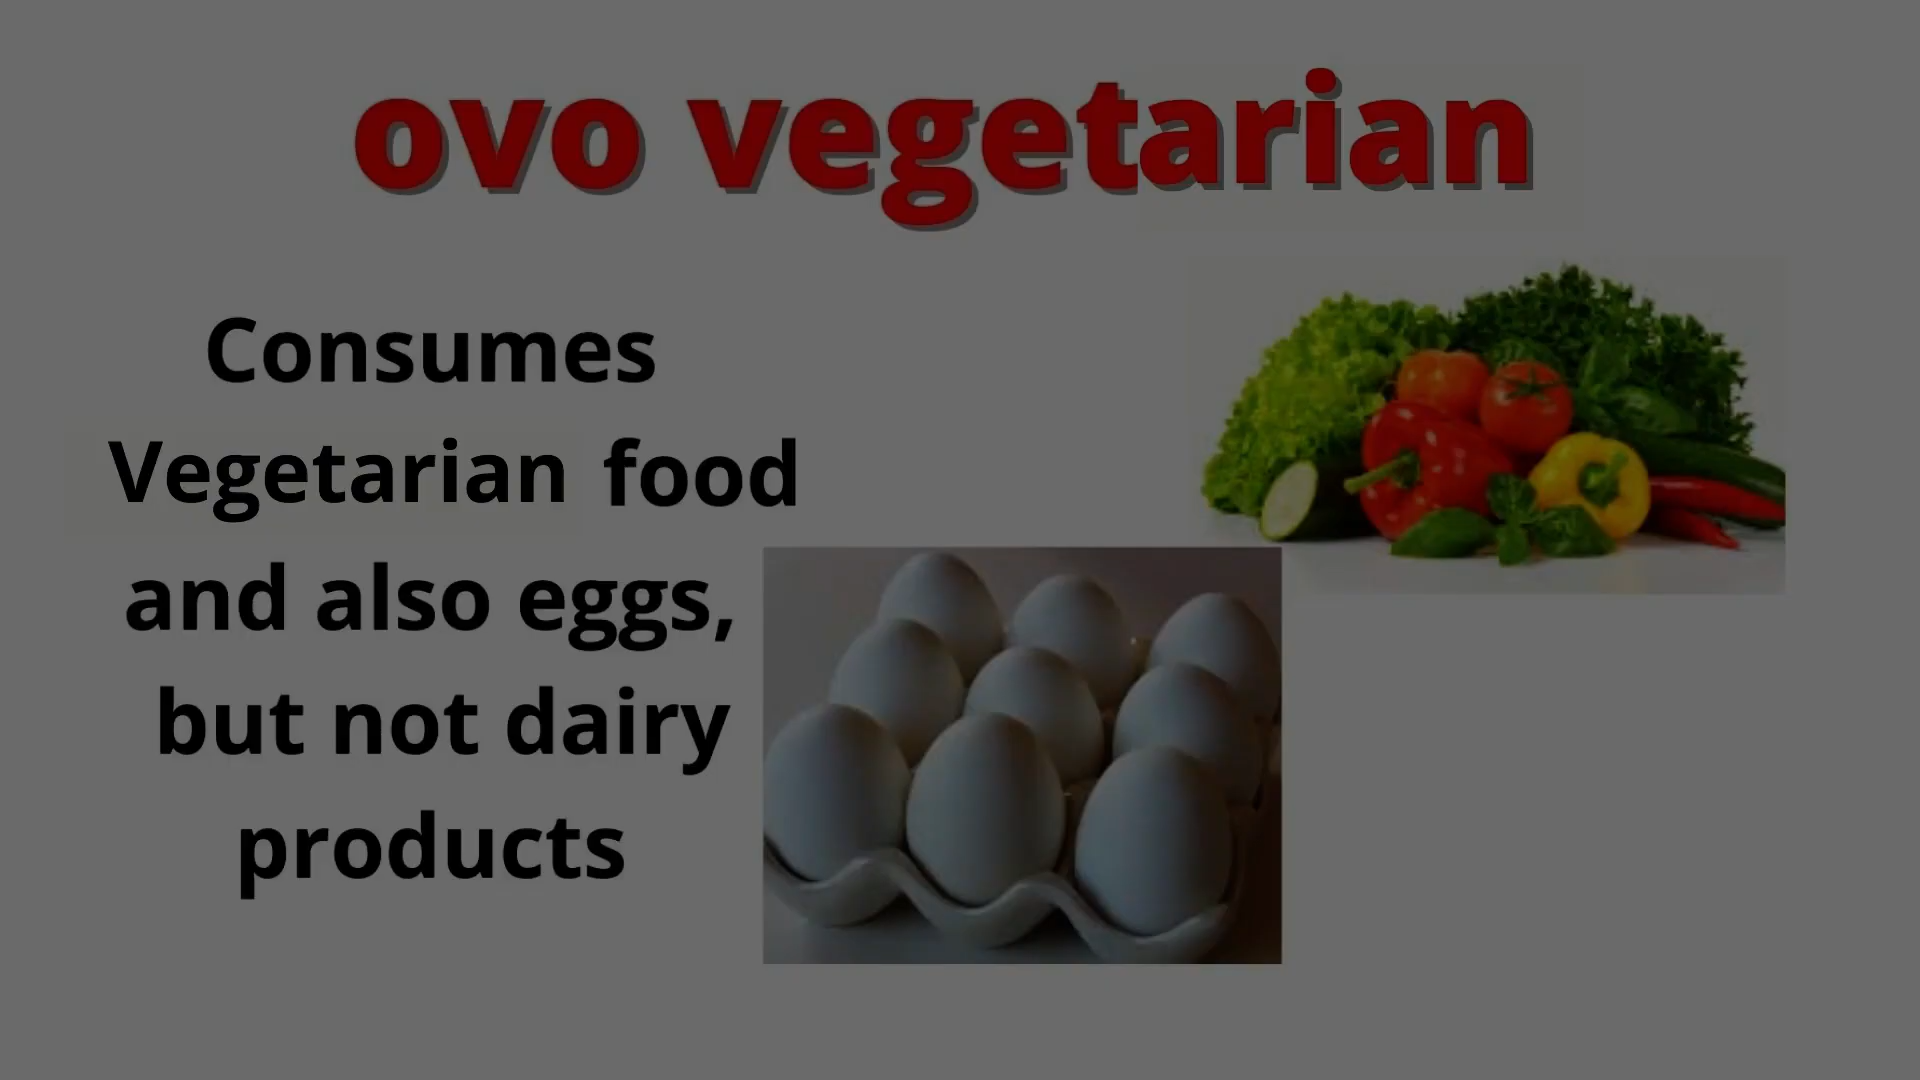 ovo vegetarian
Consumes
Vegetarian food
and also eggs,
but not dairy
products